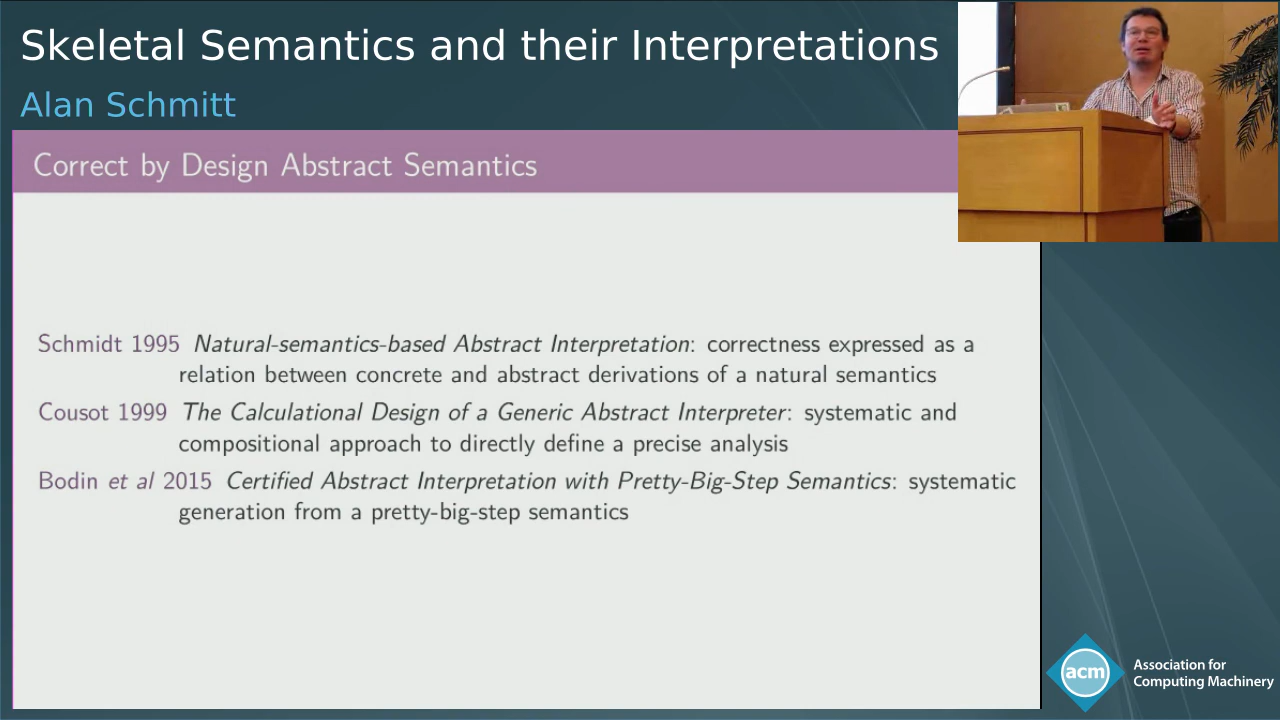 Skeletal Semantics and their Interpretations
Alan Schmitt
Correct by Design Abstract Semantics
Schmidt 1995 Natural-semantics-based Abstract Interpretation: correctness expressed as a
relation between concrete and abstract derivations of a natural semantics
Cousot 1999 The Calculational Design of a Generic Abstract Interpreter: systematic and
compositional approach to directly define a precise analysis
Bodin et al 2015 Certified Abstract Interpretation with Pretty-Big-Step Semantics: systematic
generation from a pretty-big-step semantics
acm
Association for
Computing Machinery